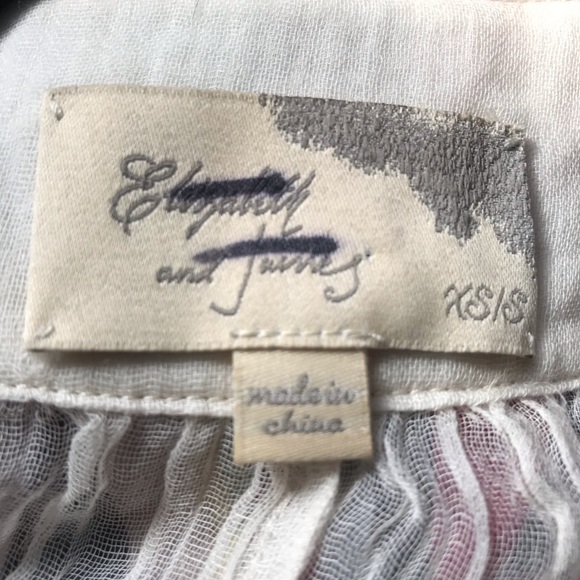 Elizabeth
and James
XS/S
made in
china